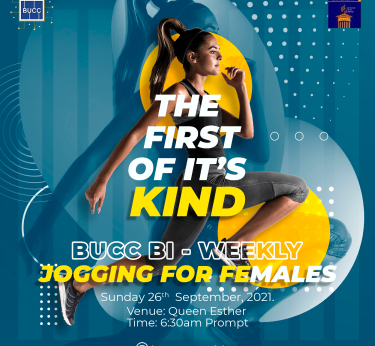 BUCC
THE
FIRST
OF IT'S
KIND
BUCC BI - WEEKLY
JOGGING FOR FEMALES
Sunday 26th September, 2021.
Venue: Queen Esther
Time: 6:30am Prompt